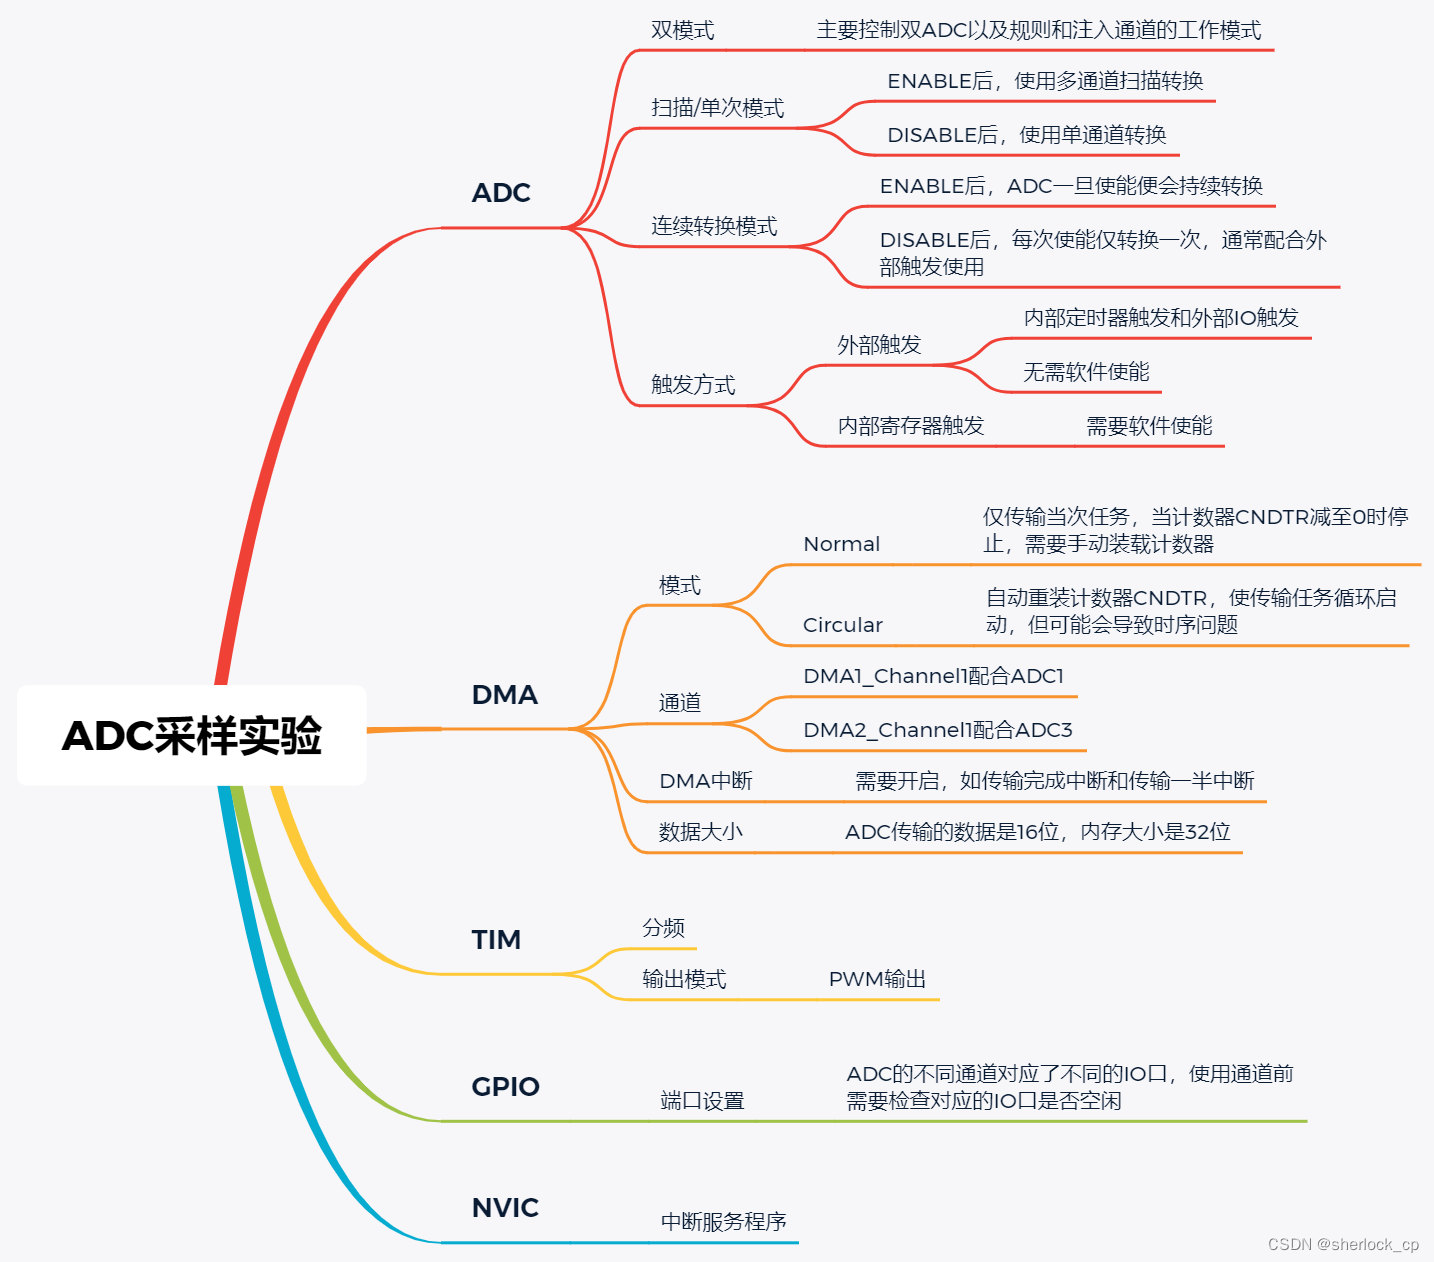 双模式
主要控制双ADC以及规则和注入通道的工作模式
扫描/单次模式
ENABLE后，使用多通道扫描转换
DISABLE后，使用单通道转换
ADC
连续转换模式
ENABLE后，ADC一旦使能便会持续转换
DISABLE后，每次使能仅转换一次，通常配合外
部触发使用
触发方式
外部触发
内部定时器触发和外部IO触发
无需软件使能
内部寄存器触发
需要软件使能
ADC采样实验
DMA
模式
Normal
仅传输当次任务，当计数器CNDTR减至0时停
止，需要手动装载计数器
Circular
自动重装计数器CNDTR，使传输任务循环启
动，但可能会导致时序问题
通道
DMA1_Channel1配合ADC1
DMA2_Channel1配合ADC3
DMA中断
需要开启，如传输完成中断和传输一半中断
数据大小
ADC传输的数据是16位，内存大小是32位
TIM
分频
输出模式
PWM输出
GPIO
端口设置
ADC的不同通道对应了不同的IO口，使用通道前
需要检查对应的IO口是否空闲
NVIC
中断服务程序
CSDN @sherlock_cp